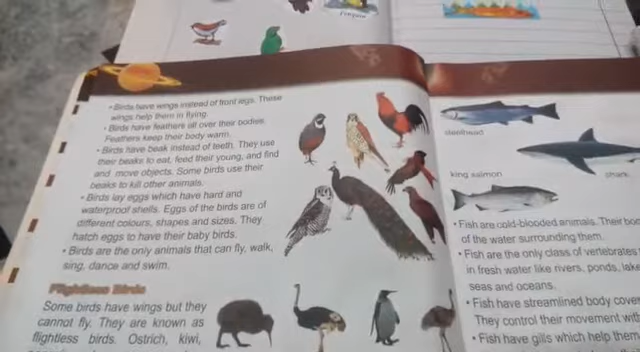 Penguin
• Birds have wings instead of front legs. These
wings help them in flying.
• Birds have feathers all over their bodies.
Feathers keep their body warm.
• Birds have beak instead of teeth. They use
their beaks to eat, feed their young, and find
and move objects. Some birds use their
beaks to kill other animals.
• Birds lay eggs which have hard and
waterproof shells. Eggs of the birds are of
different colours, shapes and sizes. They
hatch eggs to have their baby birds.
• Birds are the only animals that can fly, walk,
sing, dance and swim.
Flightless Birds
Some birds have wings but they
cannot fly. They are known as
flightless birds. Ostrich, kiwi,
steelhead
king salmon
shark
• Fish are cold-blooded animals. Their bo
of the water surrounding them.
• Fish are the only class of vertebrates
in fresh water like rivers, ponds, lake
seas and oceans.
• Fish have streamlined body cove
They control their movement wit
• Fish have gills which help them